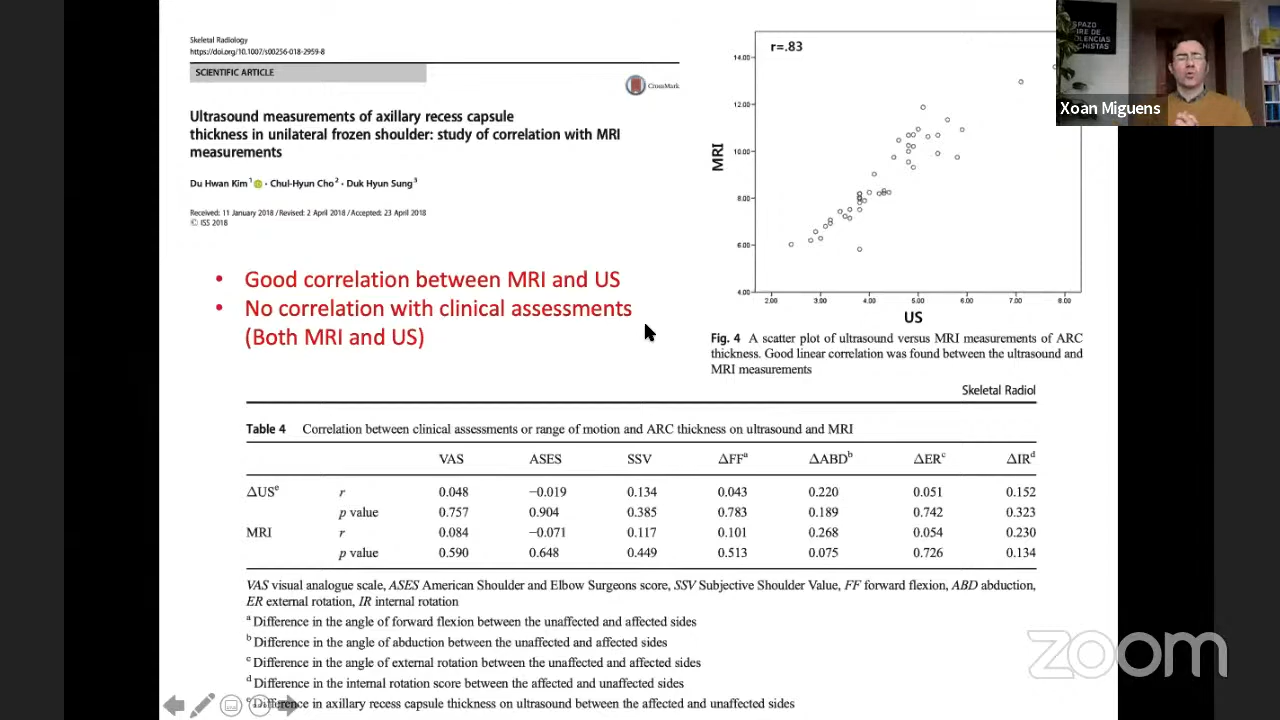 Skeletal Radiology
https://doi.org/10.1007/s00256-018-2959-8
SCIENTIFIC ARTICLE
CrossMark
Ultrasound measurements of axillary recess capsule
thickness in unilateral frozen shoulder: study of correlation with MRI
measurements
Du Hwan Kim1 · Chul-Hyun Cho2 · Duk Hyun Sung3
Received: 11 January 2018 / Revised: 2 April 2018 / Accepted: 23 April 2018
© ISS 2018
• Good correlation between MRI and US
• No correlation with clinical assessments
(Both MRI and US)
r=.83
14.00
12.00
10.00
8.00
6.00
4.00
MRI
2.00 3.00 4.00 5.00 6.00 7.00 8.00
US
Fig. 4 A scatter plot of ultrasound versus MRI measurements of ARC
thickness. Good linear correlation was found between the ultrasound and
MRI measurements
SPAZO
IRE DE
OLENCIAS
CHISTAS
Xoan Miguens
Skeletal Radiol
Table 4 Correlation between clinical assessments or range of motion and ARC thickness on ultrasound and MRI
VAS ASES SSV ΔFFa ΔABDb ΔERc ΔIRd
ΔUSe r 0.048 −0.019 0.134 0.043 0.220 0.051 0.152
p value 0.757 0.904 0.385 0.783 0.189 0.742 0.323
MRI r 0.084 −0.071 0.117 0.101 0.268 0.054 0.230
p value 0.590 0.648 0.449 0.513 0.075 0.726 0.134
VAS visual analogue scale, ASES American Shoulder and Elbow Surgeons score, SSV Subjective Shoulder Value, FF forward flexion, ABD abduction,
ER external rotation, IR internal rotation
a Difference in the angle of forward flexion between the unaffected and affected sides
b Difference in the angle of abduction between the unaffected and affected sides
c Difference in the angle of external rotation between the unaffected and affected sides
d Difference in the internal rotation score between the affected and unaffected sides
e Difference in axillary recess capsule thickness on ultrasound between the affected and unaffected sides
zoom